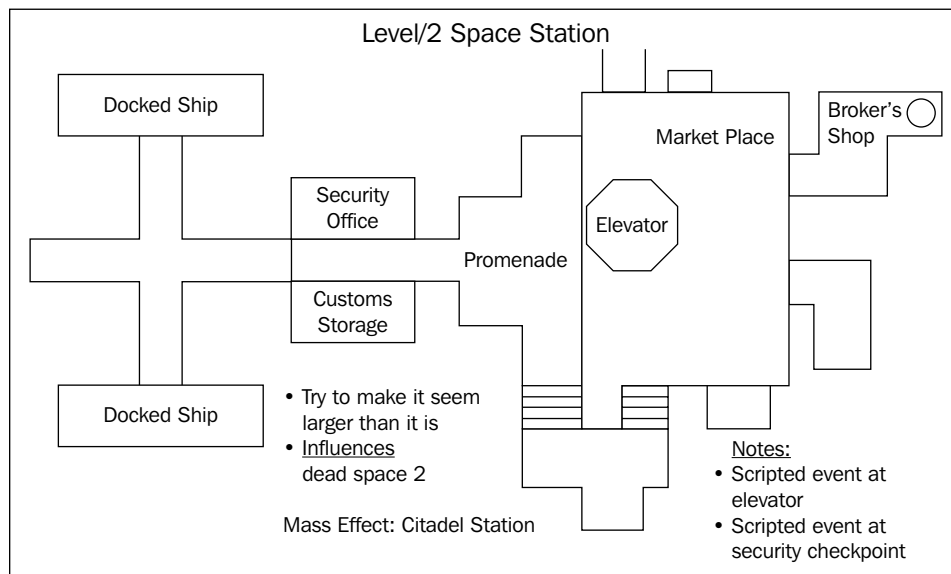 Level/2 Space Station
Docked Ship
Broker's
Shop
Market Place
Security
Office
Elevator
Promenade
Customs
Storage
Docked Ship
• Try to make it seem
larger than it is
• Influences
dead space 2
Mass Effect: Citadel Station
Notes:
• Scripted event at
elevator
• Scripted event at
security checkpoint